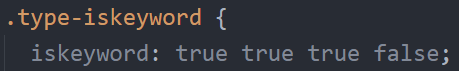 .type-iskeyword {
iskeyword: true true true false;